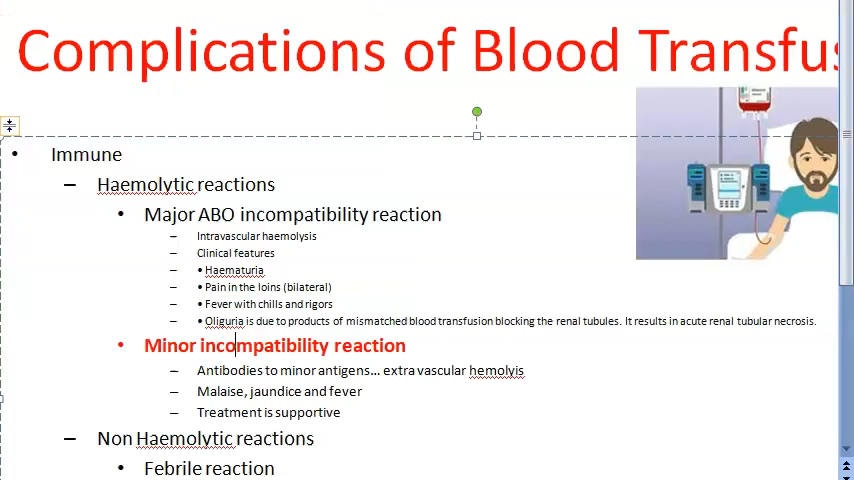 Complications of Blood Transfus
• Immune
– Haemolytic reactions
• Major ABO incompatibility reaction
– Intravascular haemolysis
– Clinical features
– • Haematuria
– • Pain in the loins (bilateral)
– • Fever with chills and rigors
– • Oliguria is due to products of mismatched blood transfusion blocking the renal tubules. It results in acute renal tubular necrosis.
• Minor incompatibility reaction
– Antibodies to minor antigens... extra vascular hemolyis
– Malaise, jaundice and fever
– Treatment is supportive
– Non Haemolytic reactions
• Febrile reaction